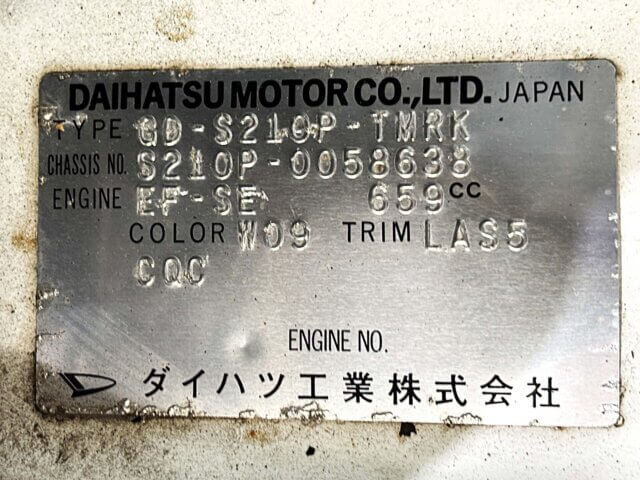 DAIHATSU MOTOR CO.,LTD. JAPAN
TYPE GD-S210P-TMRK
CHASSIS NO. S210P-0058638
ENGINE EF-SE 659CC
COLOR W09 TRIM LAS5
CQC
ENGINE NO.
ダイハツ工業株式会社